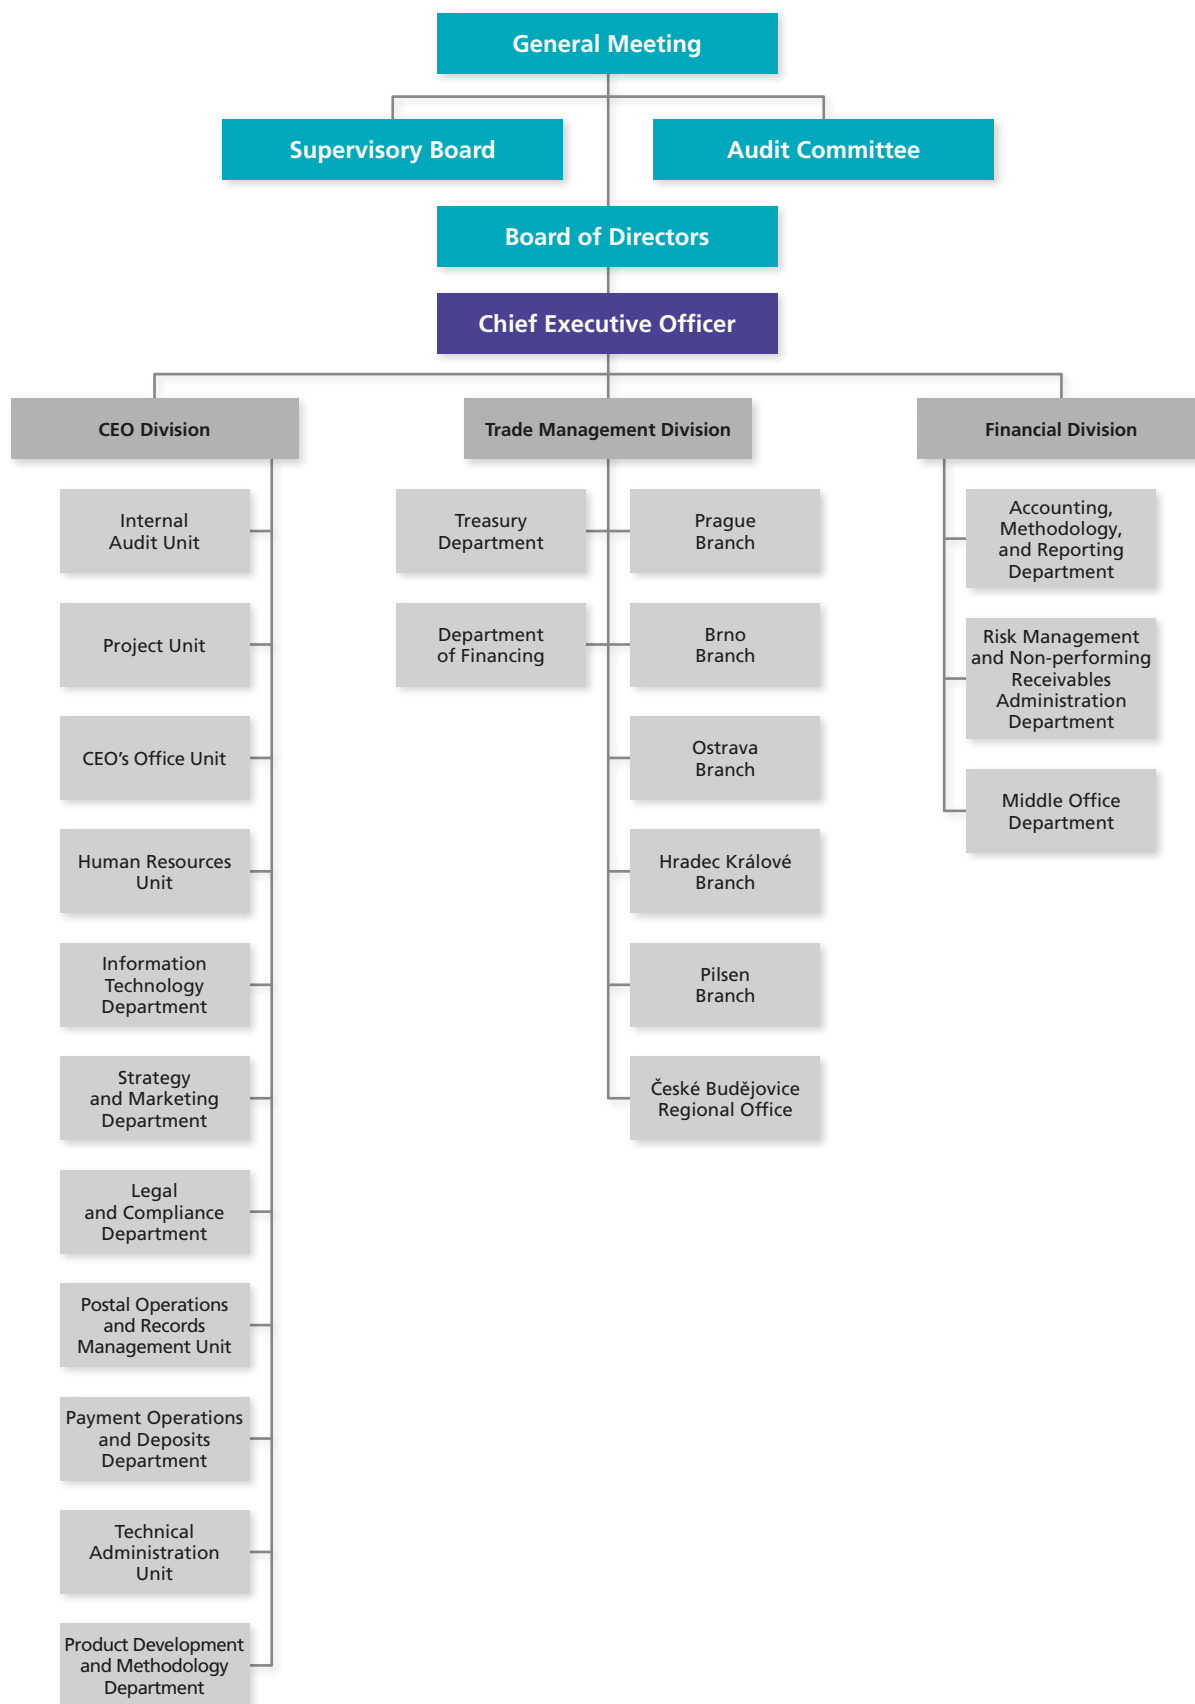 General Meeting
Supervisory Board
Audit Committee
Board of Directors
Chief Executive Officer
CEO Division
Internal
Audit Unit
Project Unit
CEO’s Office Unit
Human Resources
Unit
Information
Technology
Department
Strategy
and Marketing
Department
Legal
and Compliance
Department
Postal Operations
and Records
Management Unit
Payment Operations
and Deposits
Department
Technical
Administration
Unit
Product Development
and Methodology
Department
Trade Management Division
Treasury
Department
Department
of Financing
Prague
Branch
Brno
Branch
Ostrava
Branch
Hradec Králové
Branch
Pilsen
Branch
České Budějovice
Regional Office
Financial Division
Accounting,
Methodology,
and Reporting
Department
Risk Management
and Non-performing
Receivables
Administration
Department
Middle Office
Department